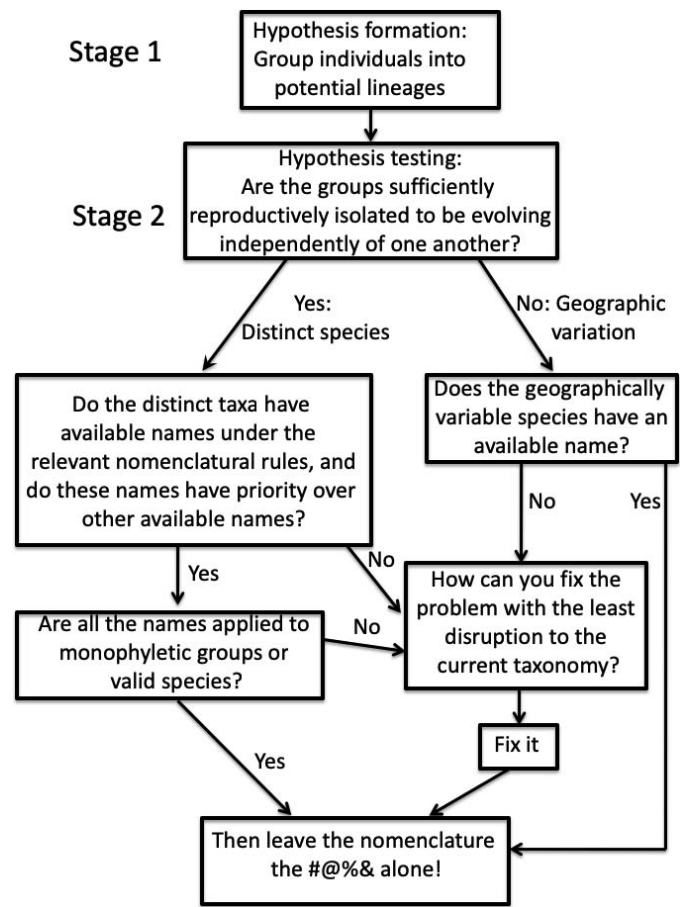 Stage 1
Hypothesis formation:
Group individuals into
potential lineages
Stage 2
Hypothesis testing:
Are the groups sufficiently
reproductively isolated to be evolving
independently of one another?
Yes:
Distinct species
No: Geographic
variation
Do the distinct taxa have
available names under the
relevant nomenclatural rules, and
do these names have priority over
other available names?
Does the geographically
variable species have an
available name?
No
Yes
Yes
No
How can you fix the
problem with the least
disruption to the
current taxonomy?
Are all the names applied to
monophyletic groups or
valid species?
No
Fix it
Yes
Then leave the nomenclature
the #@%& alone!